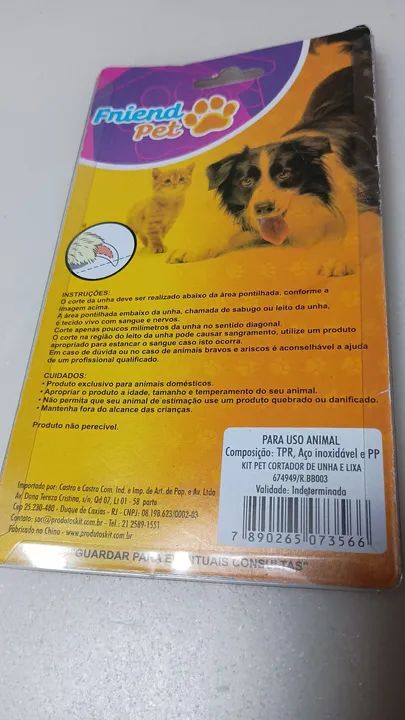 Friend
Pet
INSTRUÇÕES:
O corte da unha deve ser realizado abaixo da área pontilhada, conforme a
imagem acima.
A área pontilhada embaixo da unha, chamada de sabugo ou leito da unha,
é tecido vivo com sangue e nervos.
Corte apenas poucos milímetros da unha no sentido diagonal.
O corte na região do leito da unha pode causar sangramento, utilize um produto
apropriado para estancar o sangue caso isto ocorra.
Em caso de dúvida ou no caso de animais bravos e ariscos é aconselhável a ajuda
de um profissional qualificado.
CUIDADOS:
• Produto exclusivo para animais domésticos.
• Apropriar o produto a idade, tamanho e temperamento do seu animal.
• Não permita que seu animal de estimação use um produto quebrado ou danificado.
• Mantenha fora do alcance das crianças.
Produto não perecível.
PARA USO ANIMAL
Composição: TPR, Aço inoxidável e PP
KIT PET CORTADOR DE UNHA E LIXA
674949/R.BB003
Validade: Indeterminada
7 890265 073566
Importado por: Castro e Castro Com. Ind. e Imp. de Art. de Pap. e Av. Ltda
Av. Dona Tereza Cristina, s/n, Qd 07, Lt 01 - 58 parte
Cep 25.230-480 - Duque de Caxias - RJ - CNPJ: 08.198.623/0002-03
Contato: sac@produtoskit.com.br - Tel.: 21 2589-1551
Fabricado na China - www.produtoskit.com.br
"GUARDAR PARA EVENTUAIS CONSULTAS"